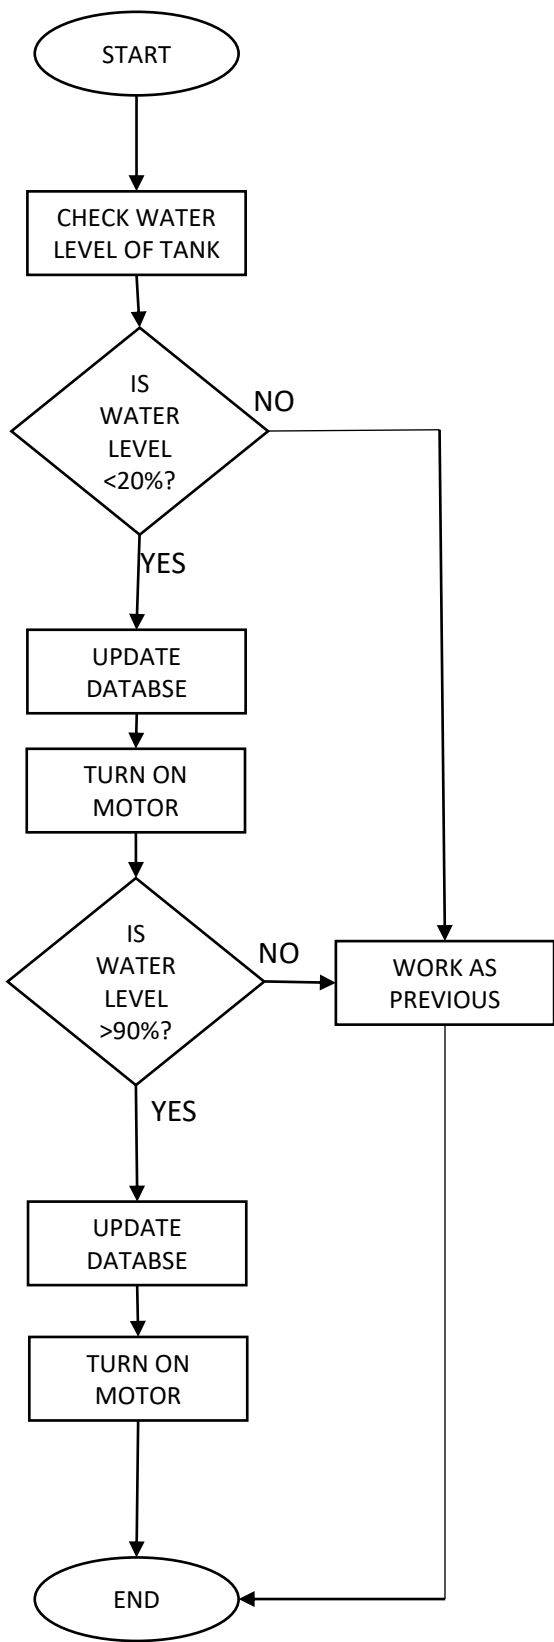 START
CHECK WATER
LEVEL OF TANK
IS
WATER
LEVEL
<20%?
NO
YES
UPDATE
DATABSE
TURN ON
MOTOR
IS
WATER
LEVEL
>90%?
NO
WORK AS
PREVIOUS
YES
UPDATE
DATABSE
TURN ON
MOTOR
END